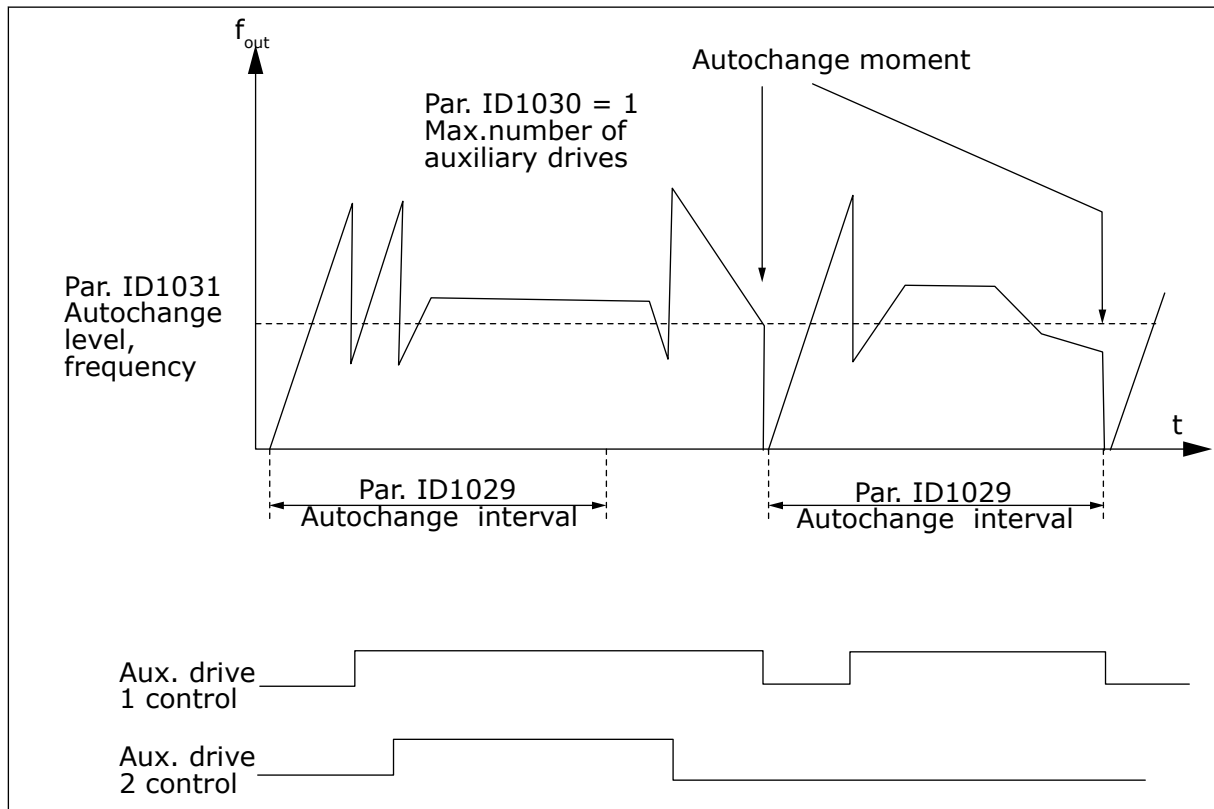 f out
Autochange moment
Par. ID1030 = 1
Max.number of
auxiliary drives
Par. ID1031
Autochange
level,
frequency
t
Par. ID1029
Autochange interval
Par. ID1029
Autochange interval
Aux. drive
1 control
Aux. drive
2 control